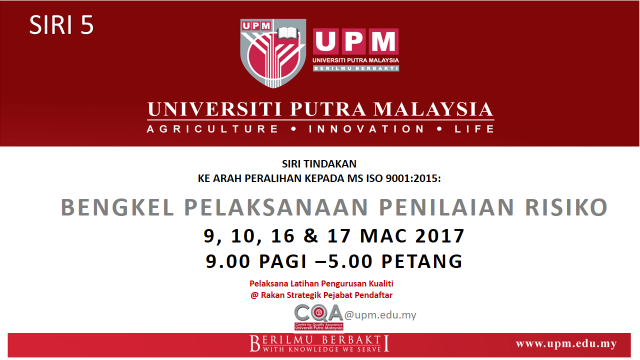 SIRI 5
UPM
UNIVERSITI PUTRA MALAYSIA
BERILMU BERBAKTI
UNIVERSITI PUTRA MALAYSIA
AGRICULTURE • INNOVATION • LIFE
SIRI TINDAKAN
KE ARAH PERALIHAN KEPADA MS ISO 9001:2015:
BENGKEL PELAKSANAAN PENILAIAN RISIKO
9, 10, 16 & 17 MAC 2017
9.00 PAGI –5.00 PETANG
Pelaksana Latihan Pengurusan Kualiti
@ Rakan Strategik Pejabat Pendaftar
CQA@upm.edu.my
Universiti Putra Malaysia
BERILMU BERBAKTI
WITH KNOWLEDGE WE SERVE
www.upm.edu.my